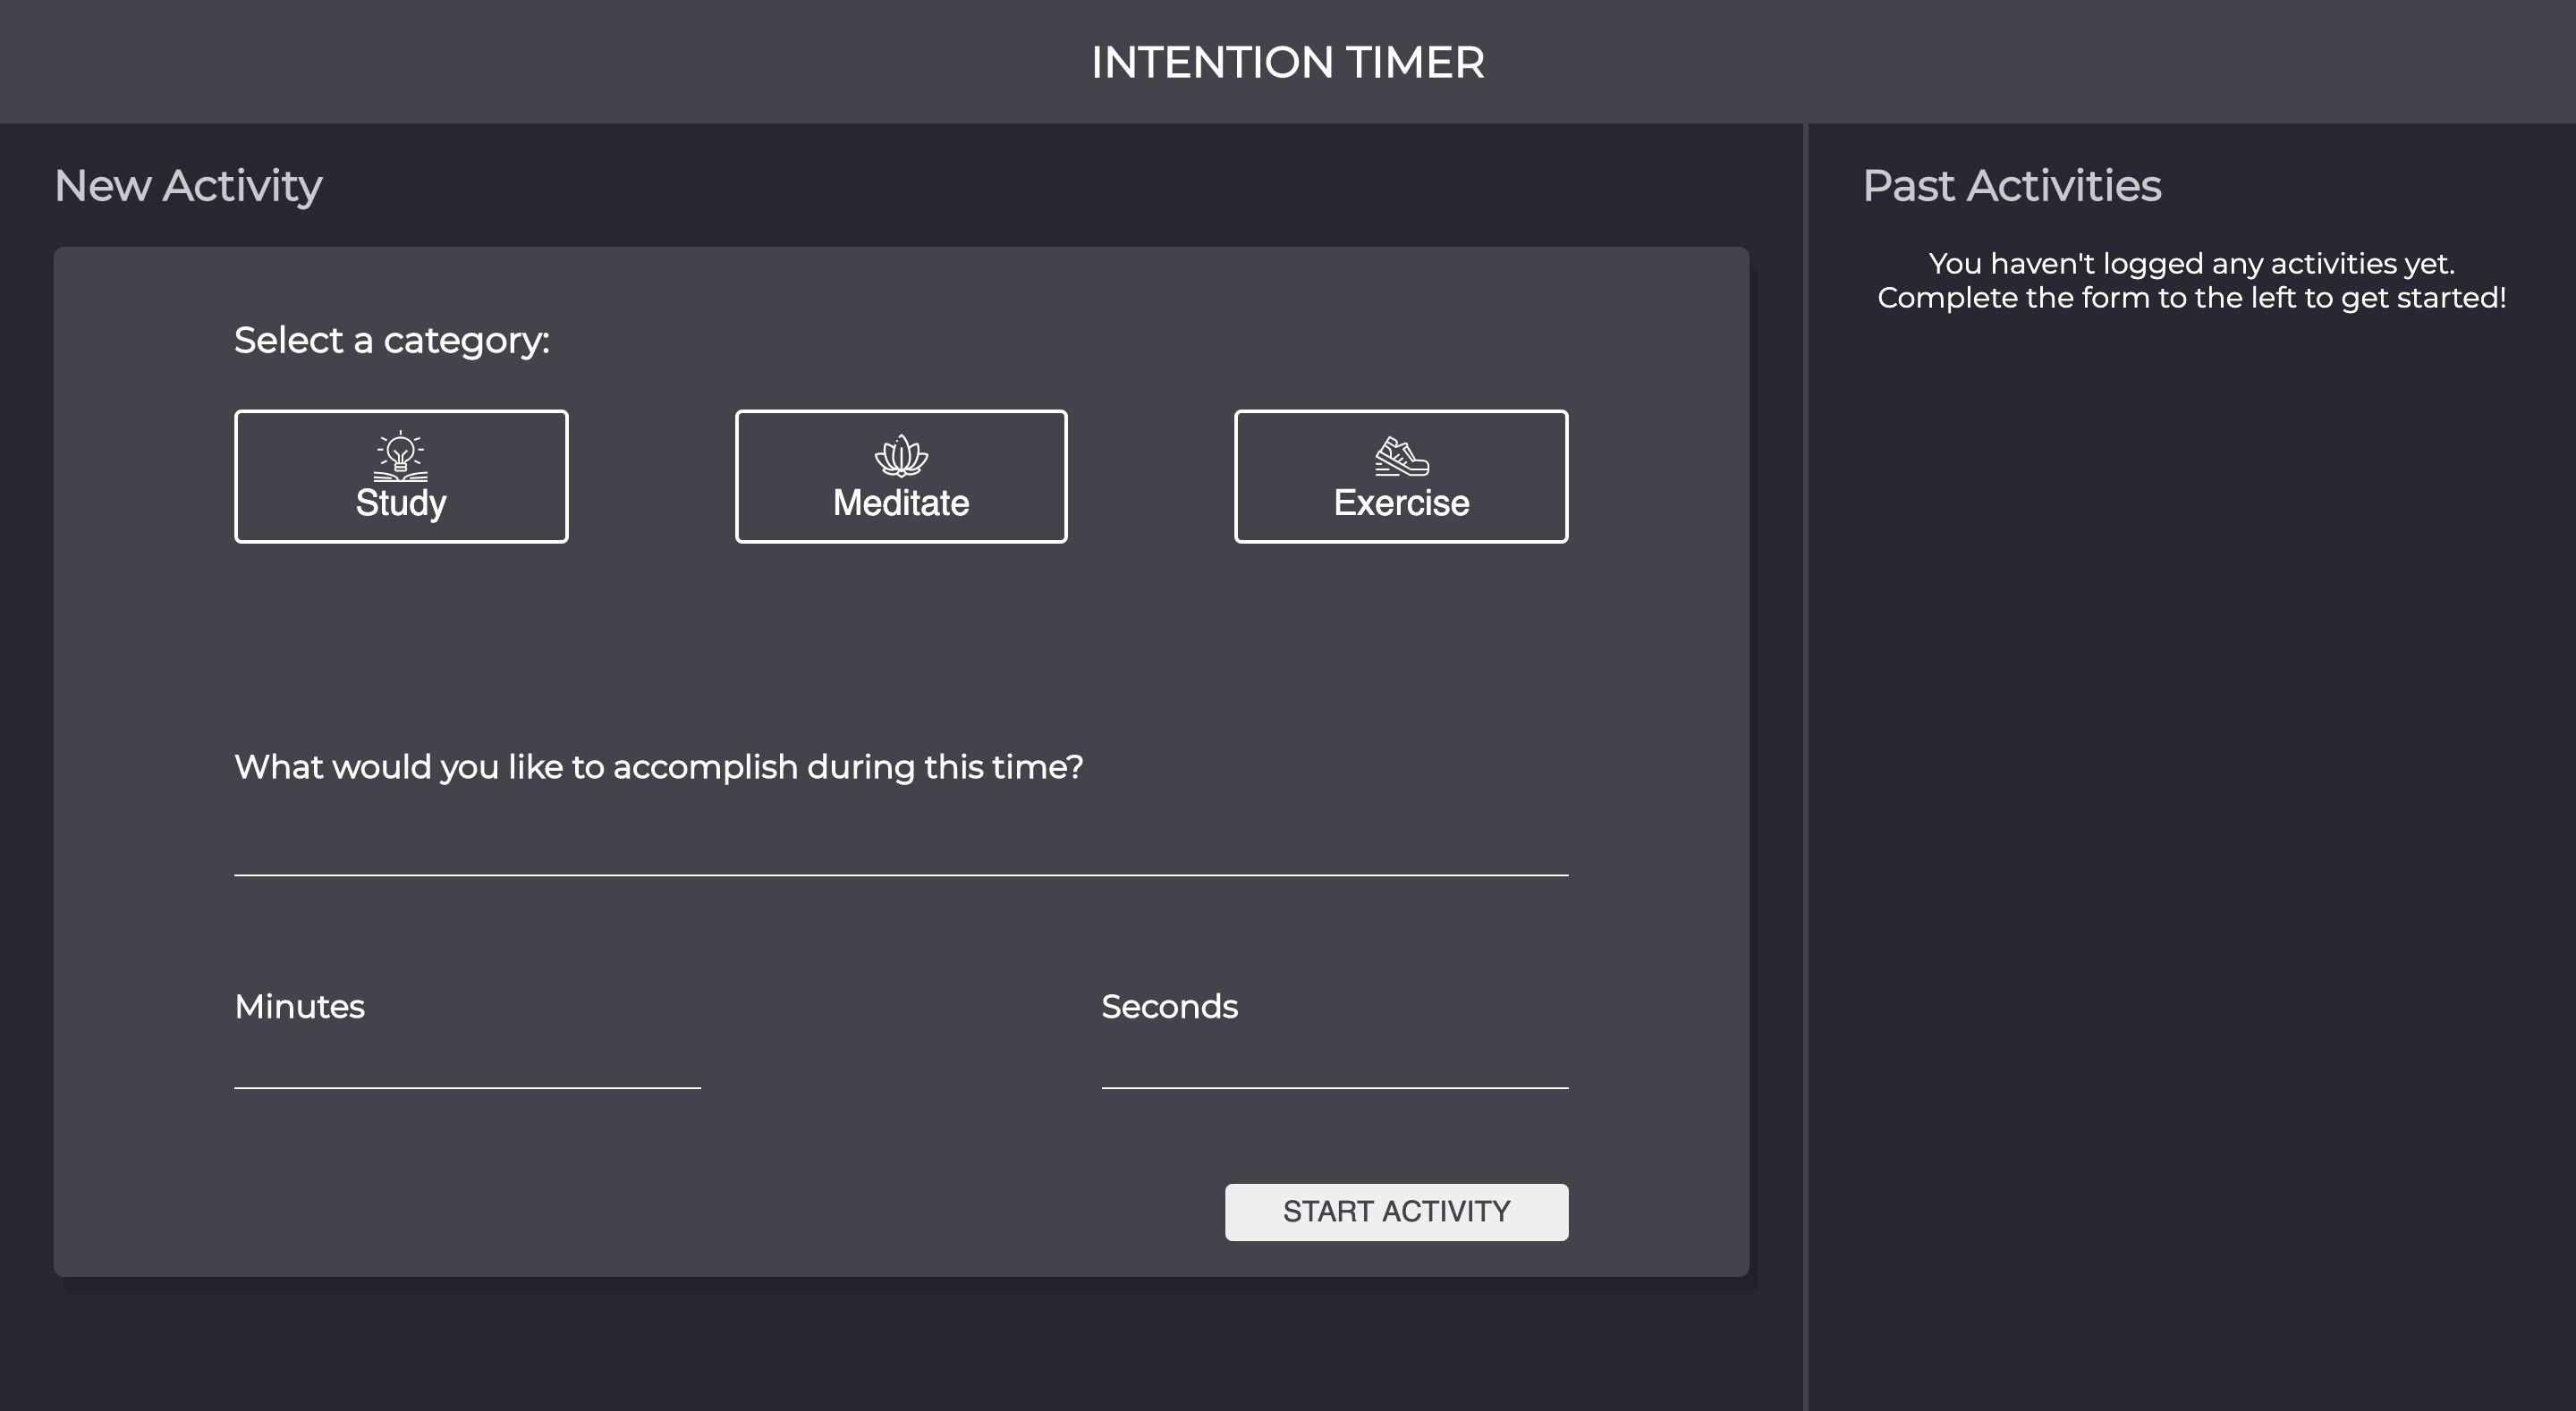 INTENTION TIMER
New Activity
Select a category:
Study
Meditate
Exercise
What would you like to accomplish during this time?
Minutes
Seconds
START ACTIVITY
Past Activities
You haven't logged any activities yet.
Complete the form to the left to get started!